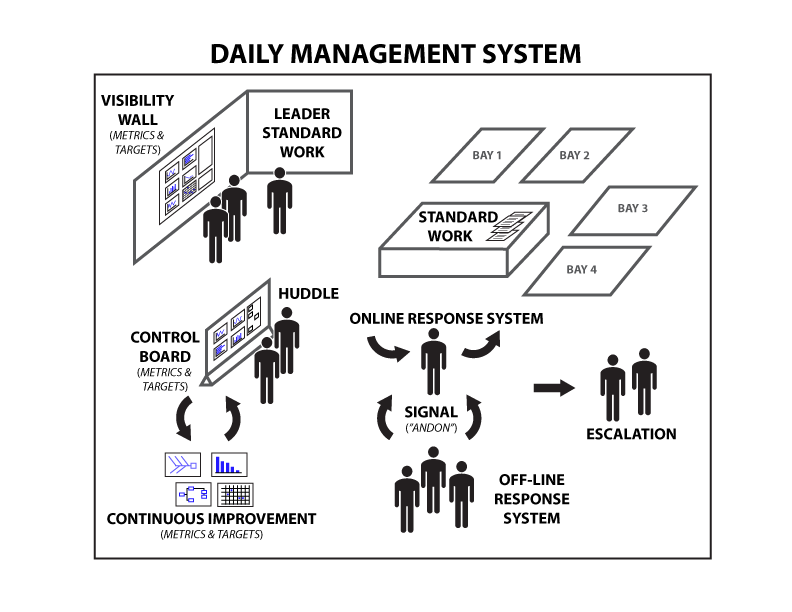 DAILY MANAGEMENT SYSTEM
VISIBILITY
WALL
(METRICS &
TARGETS)
LEADER
STANDARD
WORK
BAY 1
BAY 2
BAY 3
BAY 4
STANDARD
WORK
HUDDLE
CONTROL
BOARD
(METRICS &
TARGETS)
ONLINE RESPONSE SYSTEM
SIGNAL
("ANDON")
ESCALATION
OFF-LINE
RESPONSE
SYSTEM
CONTINUOUS IMPROVEMENT
(METRICS & TARGETS)